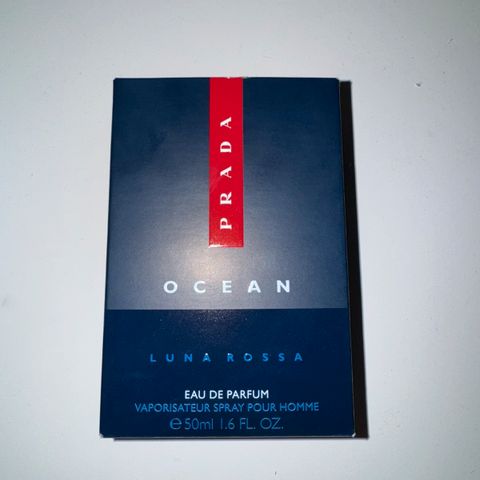 PRADA
OCEAN
LUNA ROSSA
EAU DE PARFUM
VAPORISATEUR SPRAY POUR HOMME
℮ 50ml 1.6 FL. OZ.